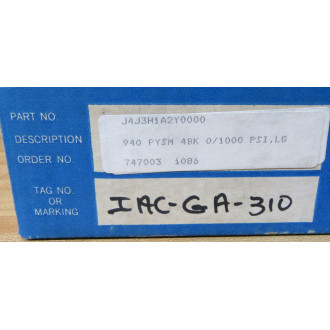 PART NO. J4J3H1A2Y0000
DESCRIPTION 940 PYSM 4BK 0/1000 PSI,LG
ORDER NO. 747003 1086
TAG NO.
OR
MARKING
IAC-GA-310